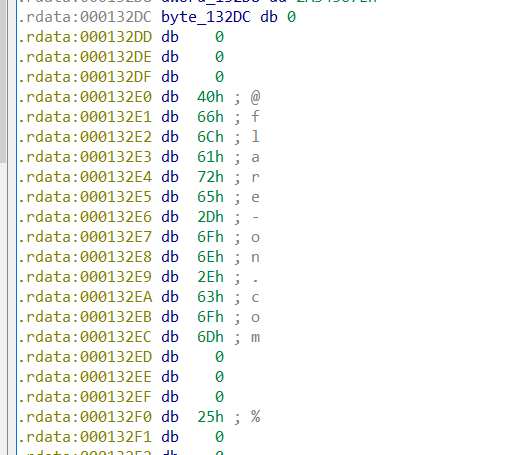 .rdata:000132DC byte_132DC db 0
.rdata:000132DD db 0
.rdata:000132DE db 0
.rdata:000132DF db 0
.rdata:000132E0 db 40h ; @
.rdata:000132E1 db 66h ; f
.rdata:000132E2 db 6Ch ; l
.rdata:000132E3 db 61h ; a
.rdata:000132E4 db 72h ; r
.rdata:000132E5 db 65h ; e
.rdata:000132E6 db 2Dh ; -
.rdata:000132E7 db 6Fh ; o
.rdata:000132E8 db 6Eh ; n
.rdata:000132E9 db 2Eh ; .
.rdata:000132EA db 63h ; c
.rdata:000132EB db 6Fh ; o
.rdata:000132EC db 6Dh ; m
.rdata:000132ED db 0
.rdata:000132EE db 0
.rdata:000132EF db 0
.rdata:000132F0 db 25h ; %
.rdata:000132F1 db 0